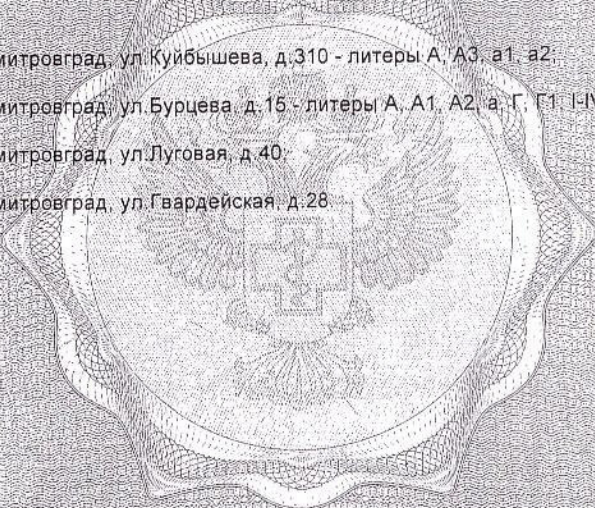 митровград, ул.Куйбышева, д.310 - литеры А, А3, а1, а2;
митровград, ул.Бурцева, д.15 - литеры А, А1, А2, а, Г, Г1, I-IV
митровград, ул.Луговая, д.40;
митровград, ул.Гвардейская, д.28.